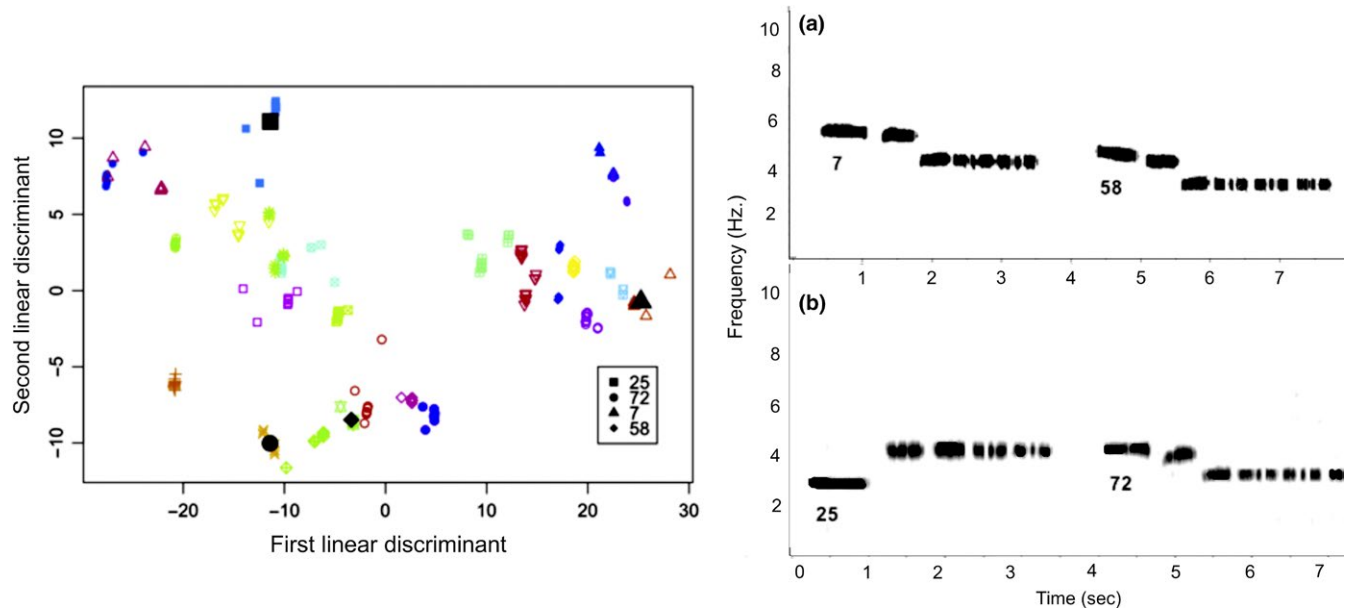 Second linear discriminant
10
5
0
−5
−10
25
72
7
58
−20 −10 0 10 20 30
First linear discriminant
Frequency (Hz.)
(a)
10
8
6
4
2
7
58
1 2 3 4 5 6 7
(b)
10
8
6
4
2
25
72
0 1 2 3 4 5 6 7
Time (sec)